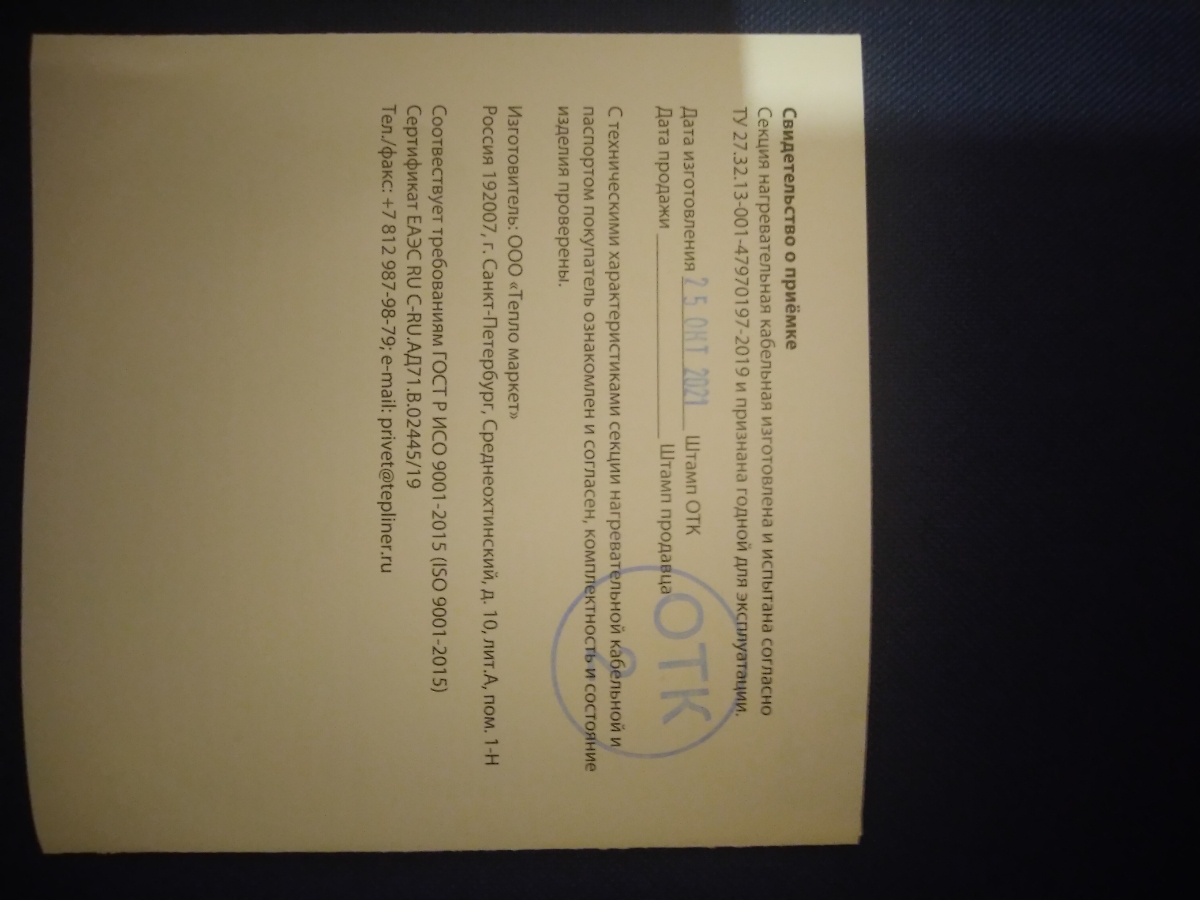 Свидетельство о приёмке
Секция нагревательная кабельная изготовлена и испытана согласно
ТУ 27.32.13-001-47970197-2019 и признана годной для эксплуатации.
Дата изготовления 25 ОКТ 2021 Штамп ОТК
Дата продажи Штамп продавца
ОТК
2
С техническими характеристиками секции нагревательной кабельной и
паспортом покупатель ознакомлен и согласен, комплектность и состояние
изделия проверены.
Изготовитель: ООО «Тепло маркет»
Россия 192007, г. Санкт-Петербург, Среднеохтинский, д. 10, лит.А, пом. 1-Н
Соотвествует требованиям ГОСТ Р ИСО 9001-2015 (ISO 9001-2015)
Сертификат ЕАЭС RU С-RU.АД71.В.02445/19
Тел./факс: +7 812 987-98-79; e-mail: privet@tepliner.ru